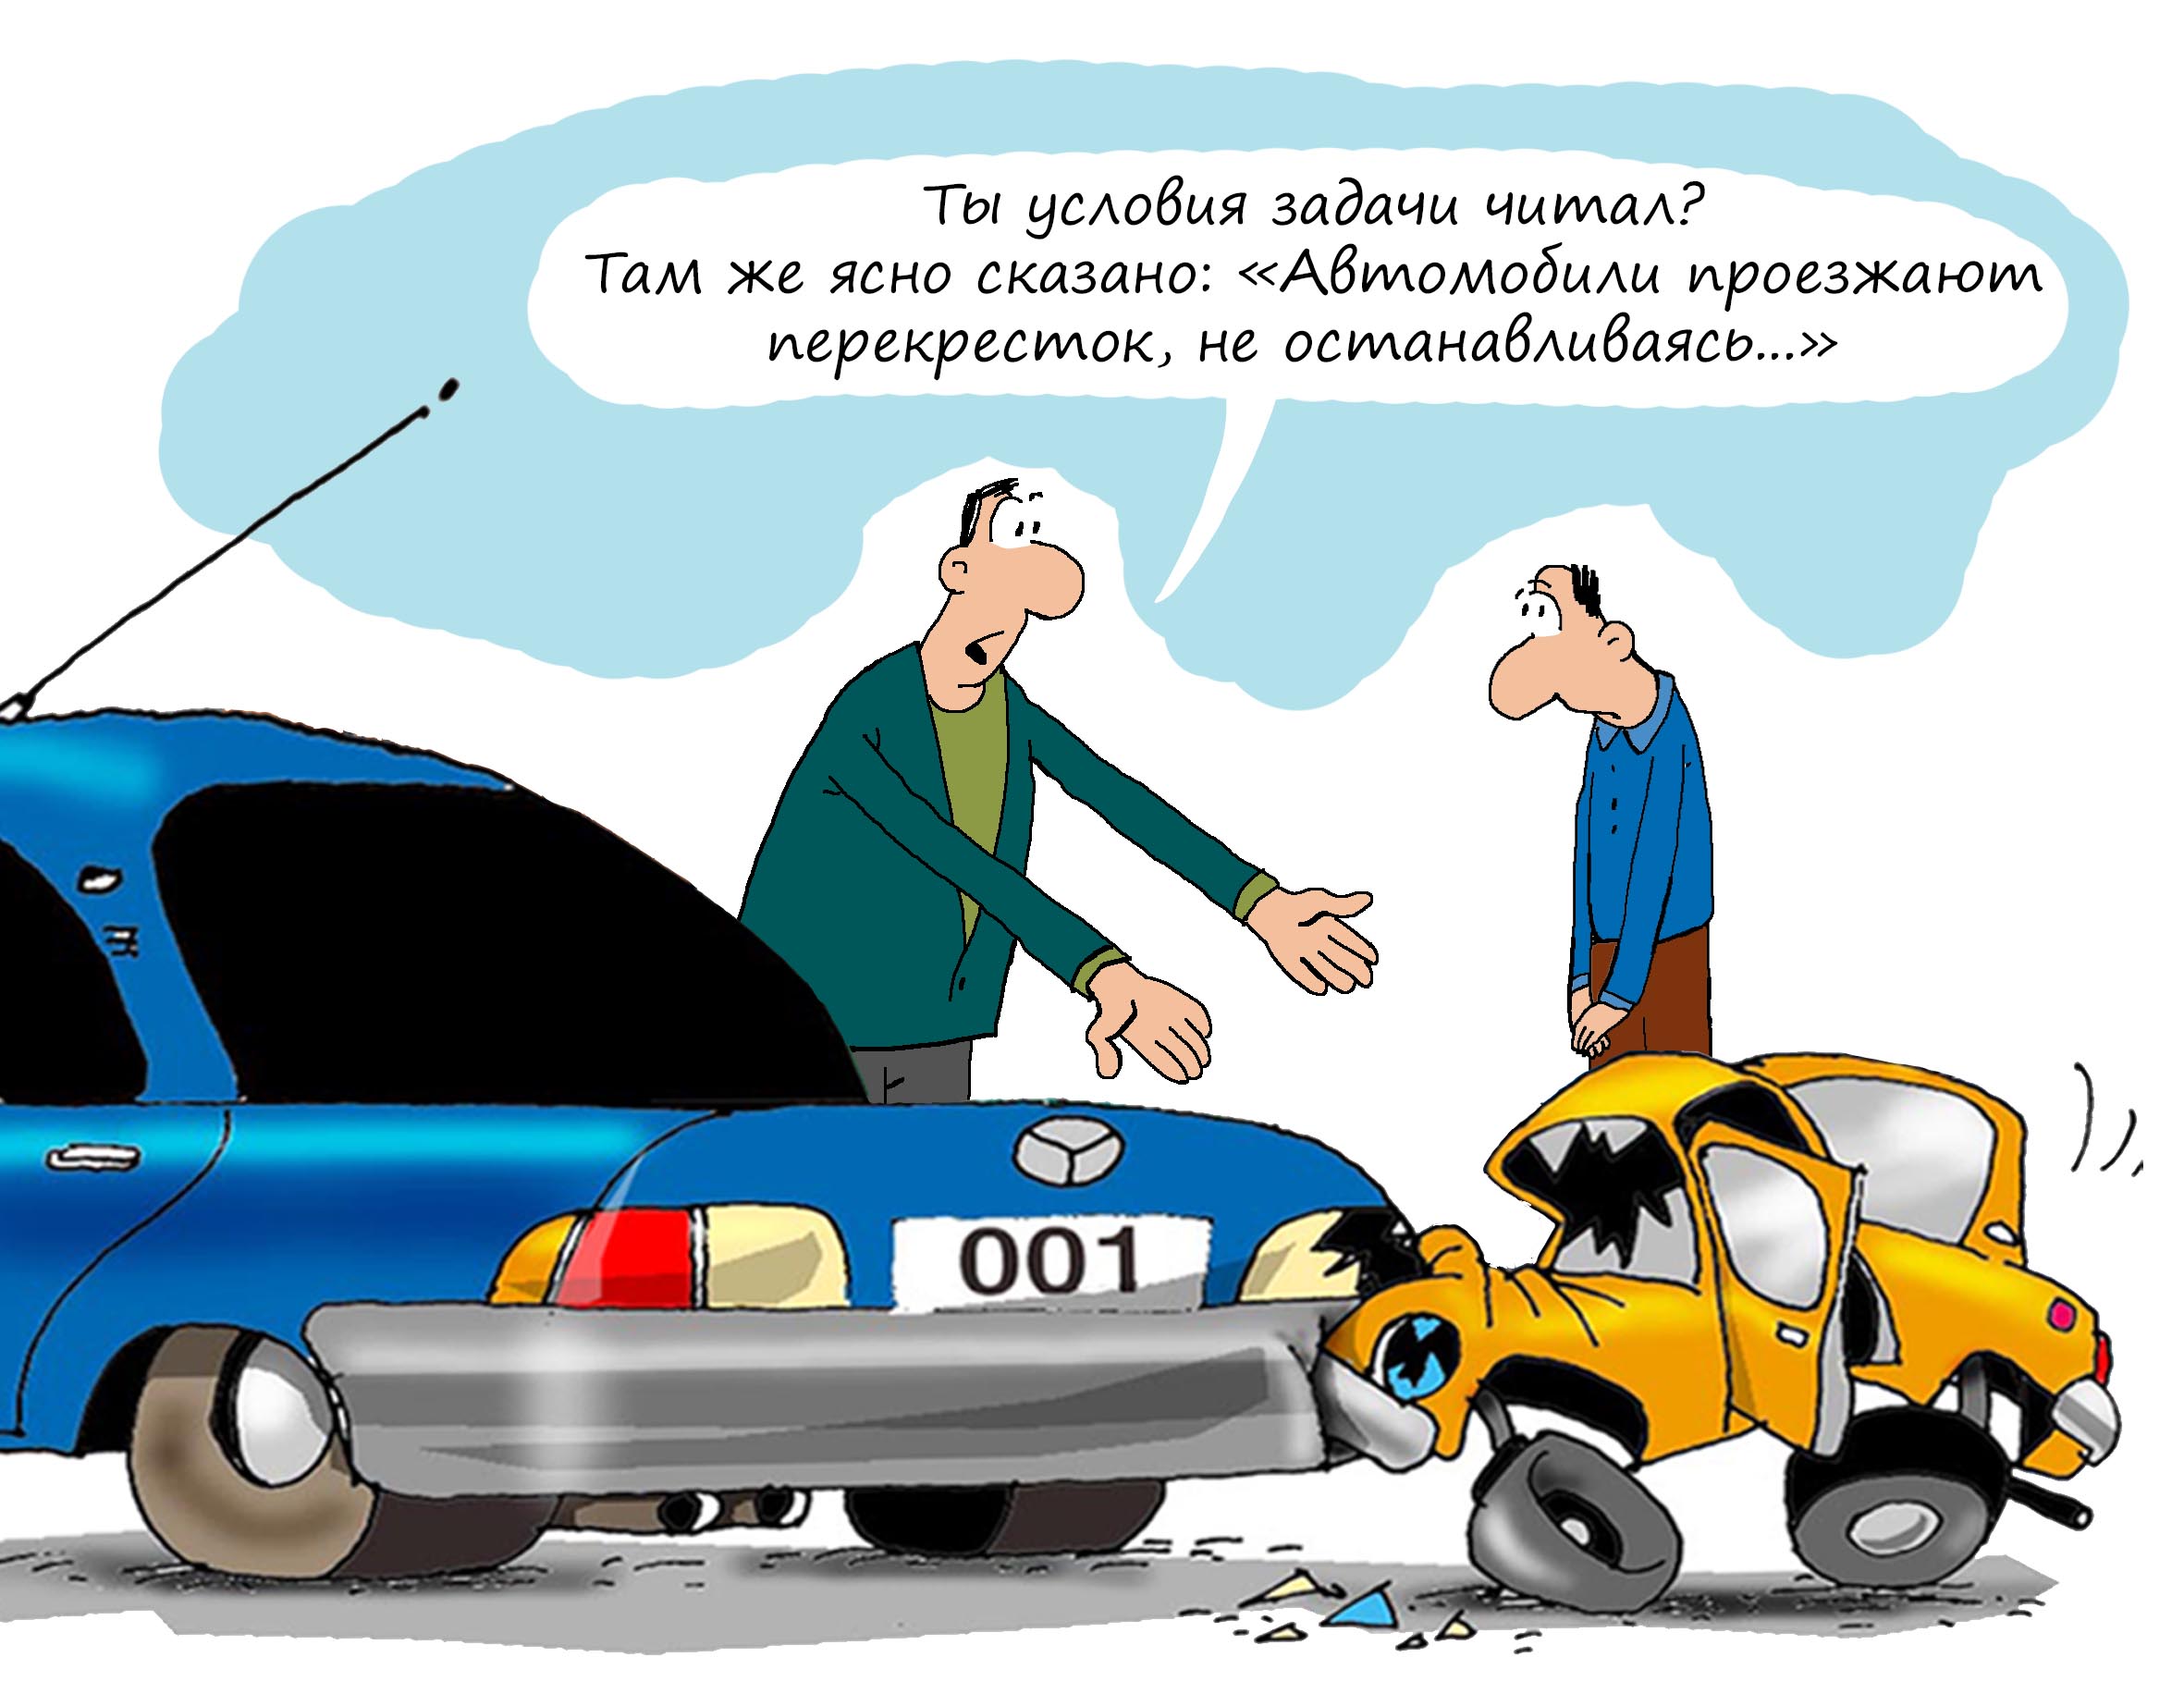 Ты условия задачи читал?
Там же ясно сказано: «Автомобили проезжают
перекресток, не останавливаясь...»
001